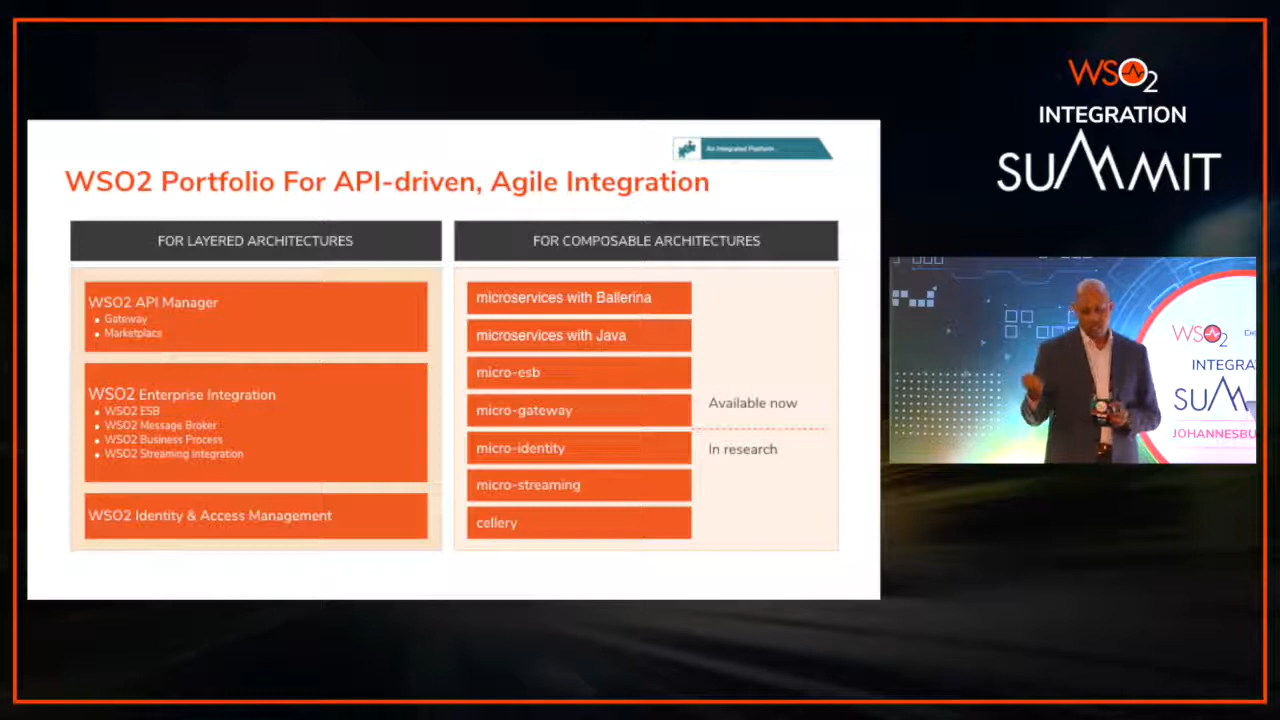 WSO2
INTEGRATION
SUMMIT
An Integrated Platform
WSO2 Portfolio For API-driven, Agile Integration
FOR LAYERED ARCHITECTURES
WSO2 API Manager
• Gateway
• Marketplace
WSO2 Enterprise Integration
• WSO2 ESB
• WSO2 Message Broker
• WSO2 Business Process
• WSO2 Streaming Integration
WSO2 Identity & Access Management
FOR COMPOSABLE ARCHITECTURES
microservices with Ballerina
microservices with Java
micro-esb
micro-gateway
micro-identity
micro-streaming
cellery
Available now
In research
WSO2
INTEGRA
SUM
JOHANNESBU